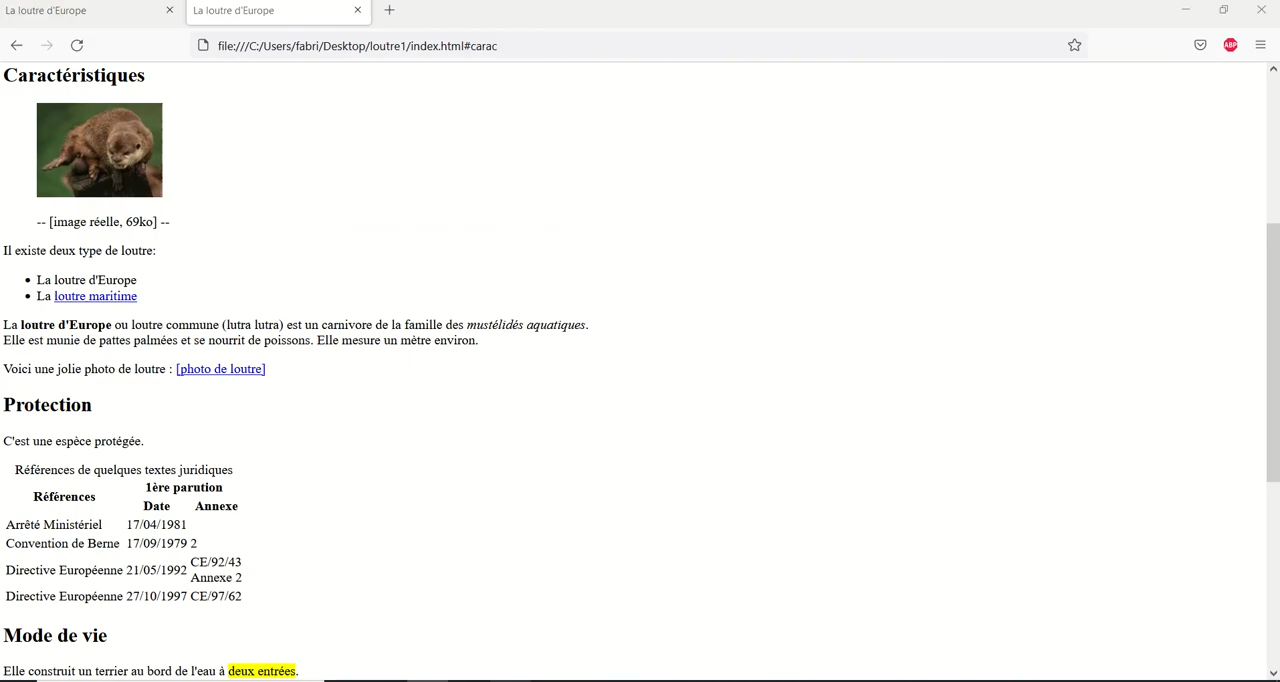 La loutre d'Europe
La loutre d'Europe
file:///C:/Users/fabri/Desktop/loutre1/index.html#carac
ABP
Caractéristiques
-- [image réelle, 69ko] --
Il existe deux type de loutre:
La loutre d'Europe
La loutre maritime
La loutre d'Europe ou loutre commune (lutra lutra) est un carnivore de la famille des mustélidés aquatiques.
Elle est munie de pattes palmées et se nourrit de poissons. Elle mesure un mètre environ.
Voici une jolie photo de loutre : [photo de loutre]
Protection
C'est une espèce protégée.
Références de quelques textes juridiques
Références 1ère parution
Date Annexe
Arrêté Ministériel 17/04/1981
Convention de Berne 17/09/1979 2
Directive Européenne 21/05/1992 CE/92/43
Annexe 2
Directive Européenne 27/10/1997 CE/97/62
Mode de vie
Elle construit un terrier au bord de l'eau à deux entrées.